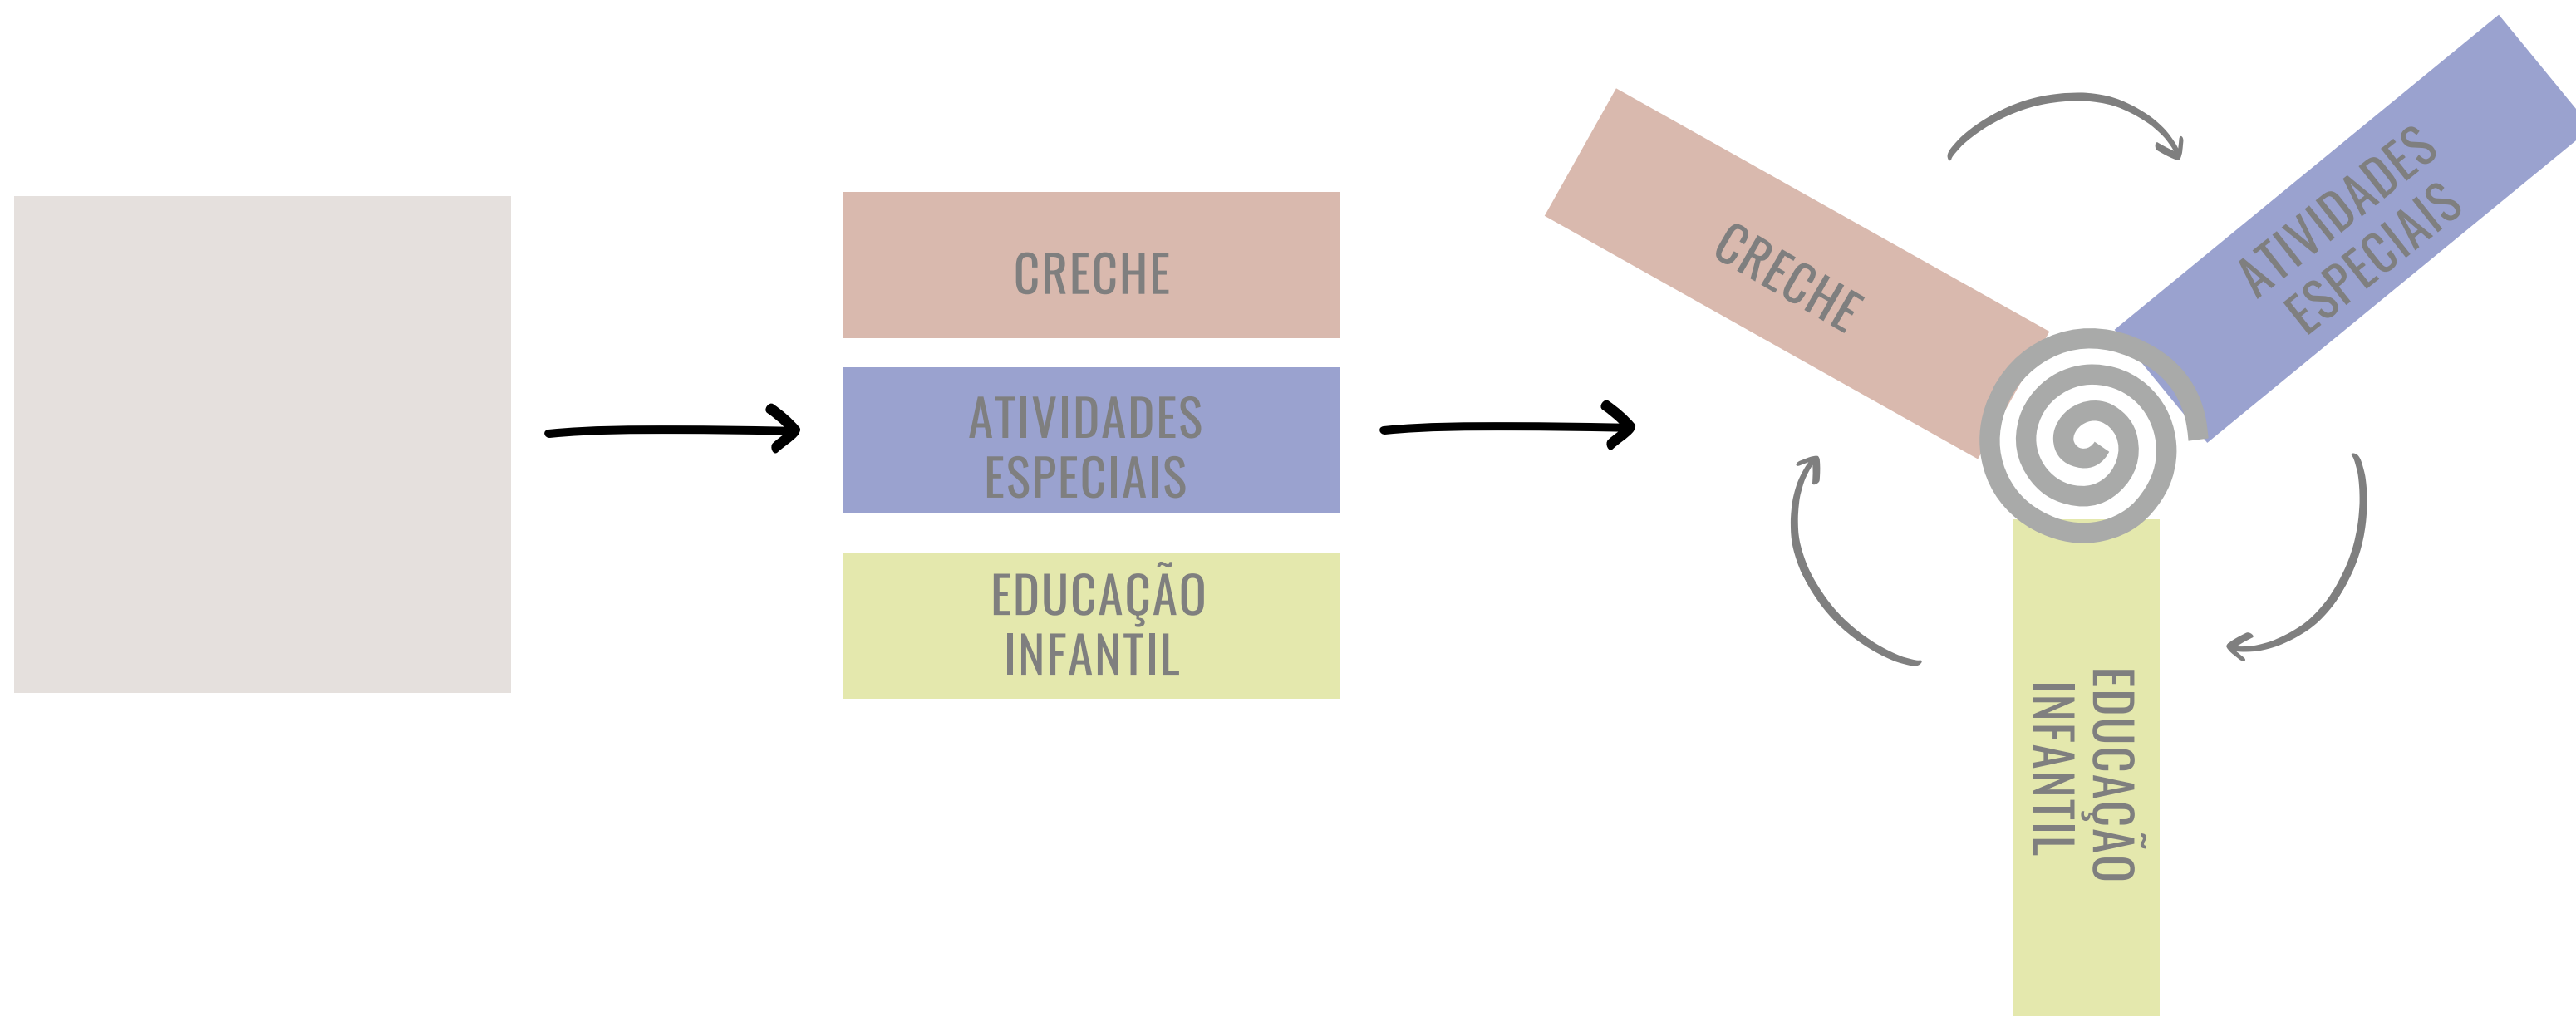 CRECHE
ATIVIDADES
ESPECIAIS
EDUCAÇÃO
INFANTIL
CRECHE
ATIVIDADES
ESPECIAIS
EDUCAÇÃO
INFANTIL